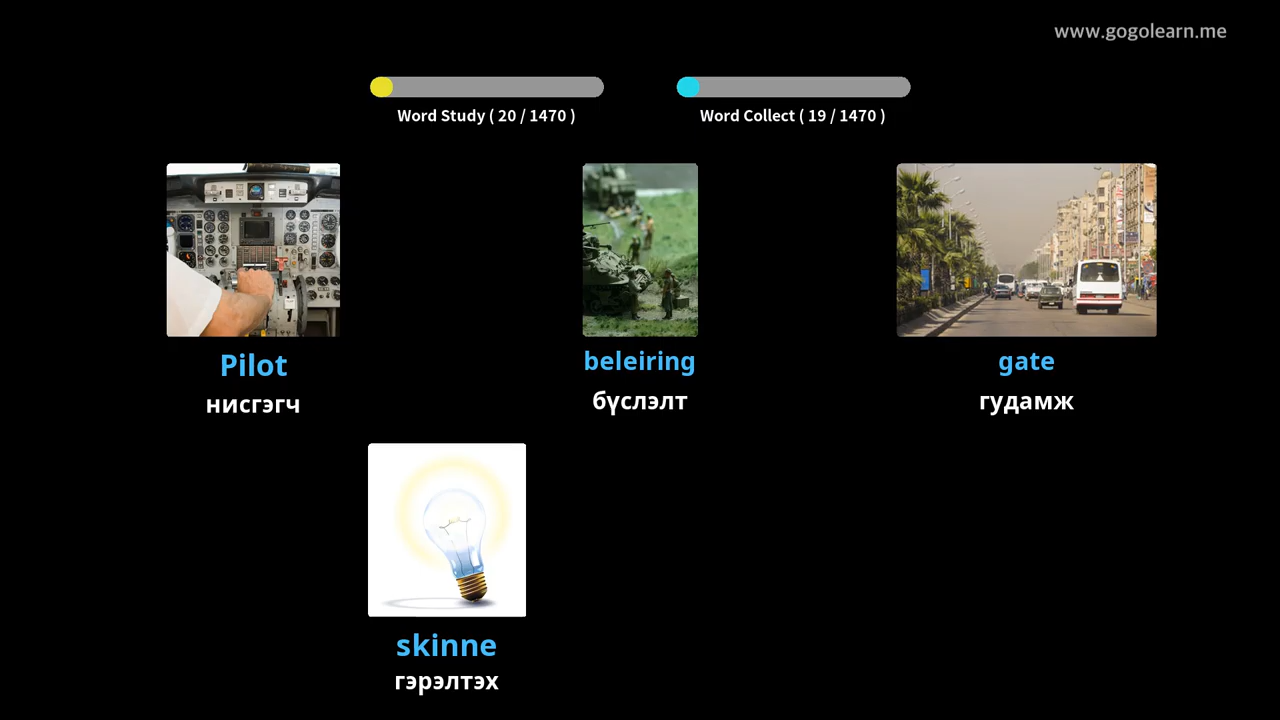 www.gogolearn.me
Word Study ( 20 / 1470 )
Word Collect ( 19 / 1470 )
Pilot
нисгэгч
beleiring
бүслэлт
gate
гудамж
skinne
гэрэлтэх